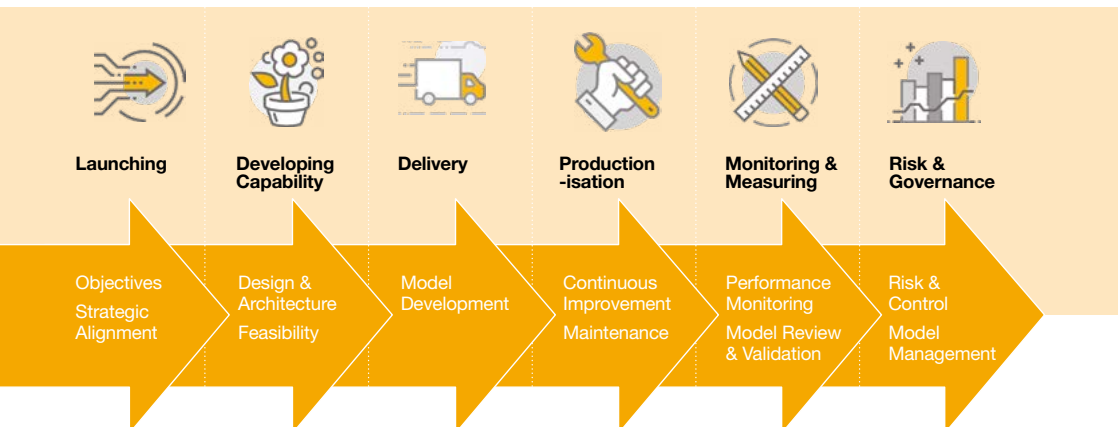 Launching
Developing
Capability
Delivery
Production
-isation
Monitoring &
Measuring
Risk &
Governance
Objectives
Strategic
Alignment
Design &
Architecture
Feasibility
Model
Development
Continuous
Improvement
Maintenance
Performance
Monitoring
Model Review
& Validation
Risk &
Control
Model
Management